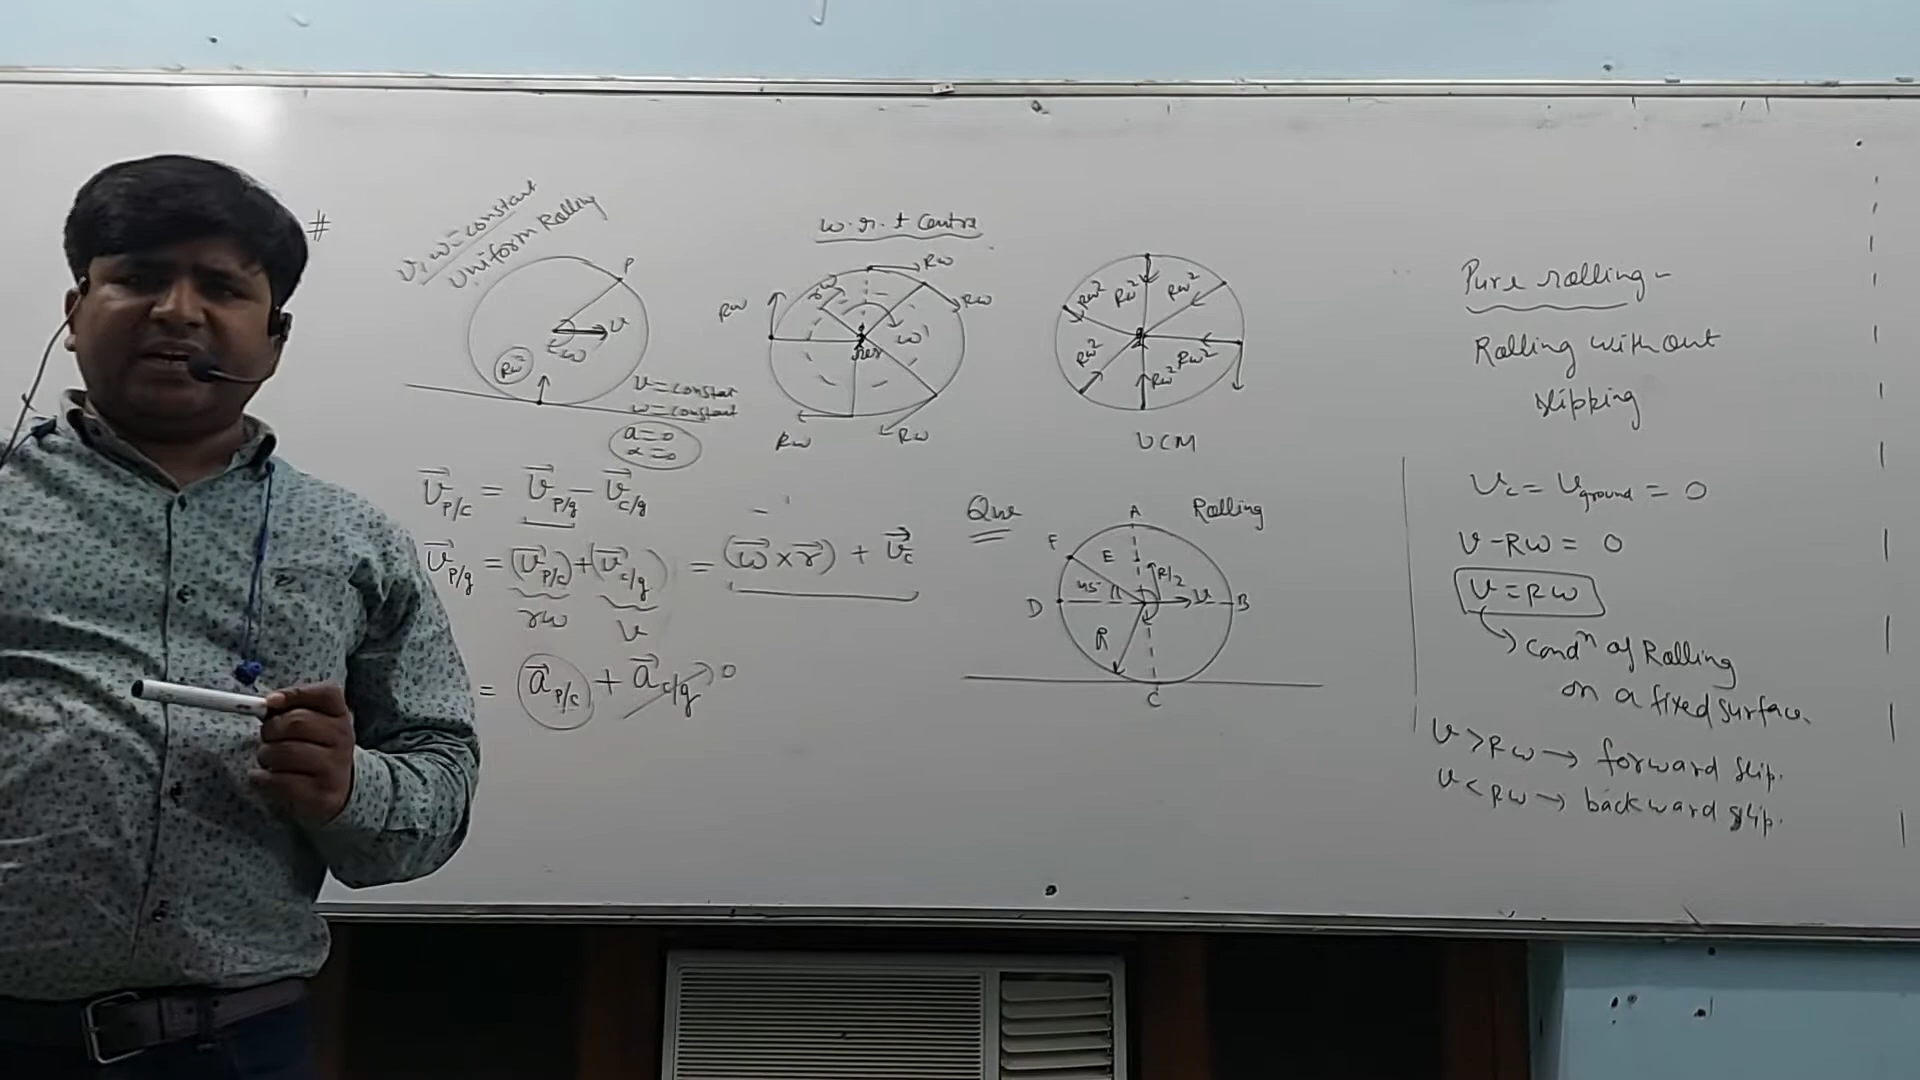 #
v, ω = constant
Uniform Rolling
P
v
ω
Rω²
v = constant
ω = constant
a = 0
α = 0
w.r.t Centre
Rω
Rω
Rω
rω
ω
Rω
Rω
Rω²
Rω²
Rω²
Rω²
Rω²
Rω²
UCM
v⃗P/c = v⃗P/g - v⃗c/g
v⃗P/g = (v⃗P/c) + (v⃗c/g) = (ω⃗ × r⃗) + v⃗c
rω v
= a⃗P/c + a⃗c/g 0
Que
Rolling
A
F
E
R/2
45°
D
v
B
R
C
Pure rolling -
Rolling without
slipping
vc = vground = 0
v - Rω = 0
v = Rω
→ condⁿ of Rolling
on a fixed surface.
v > Rω → forward slip.
v < Rω → backward slip.